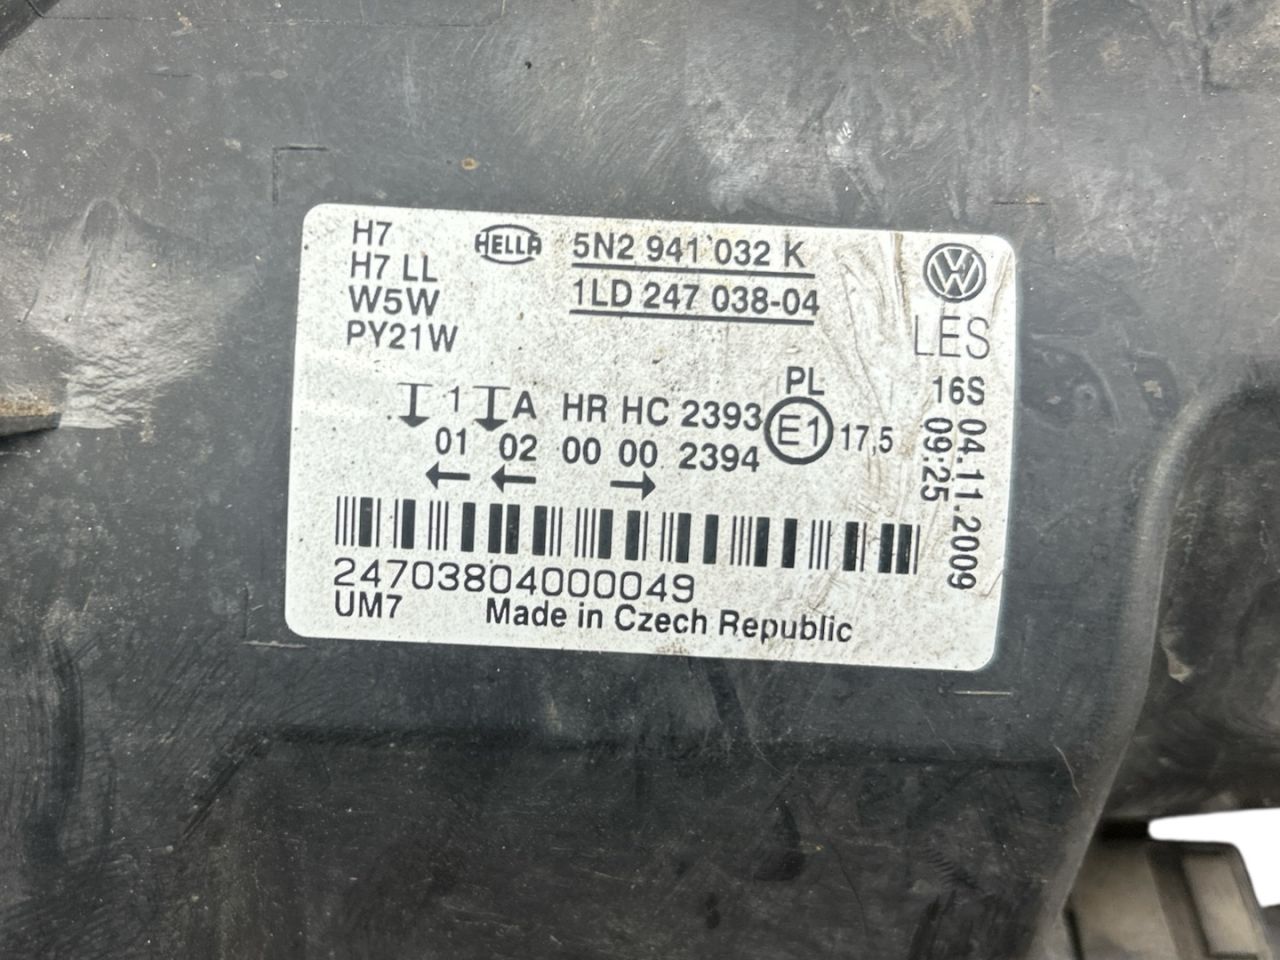 H7
H7 LL
W5W
PY21W
HELLA
5N2 941 032 K
1LD 247 038-04
VW
LES
16S 04.11.2009
09:25
PL
1 A HR HC 2393 E1 17,5
01 02 00 00 2394
← ← →
24703804000049
UM7 Made in Czech Republic